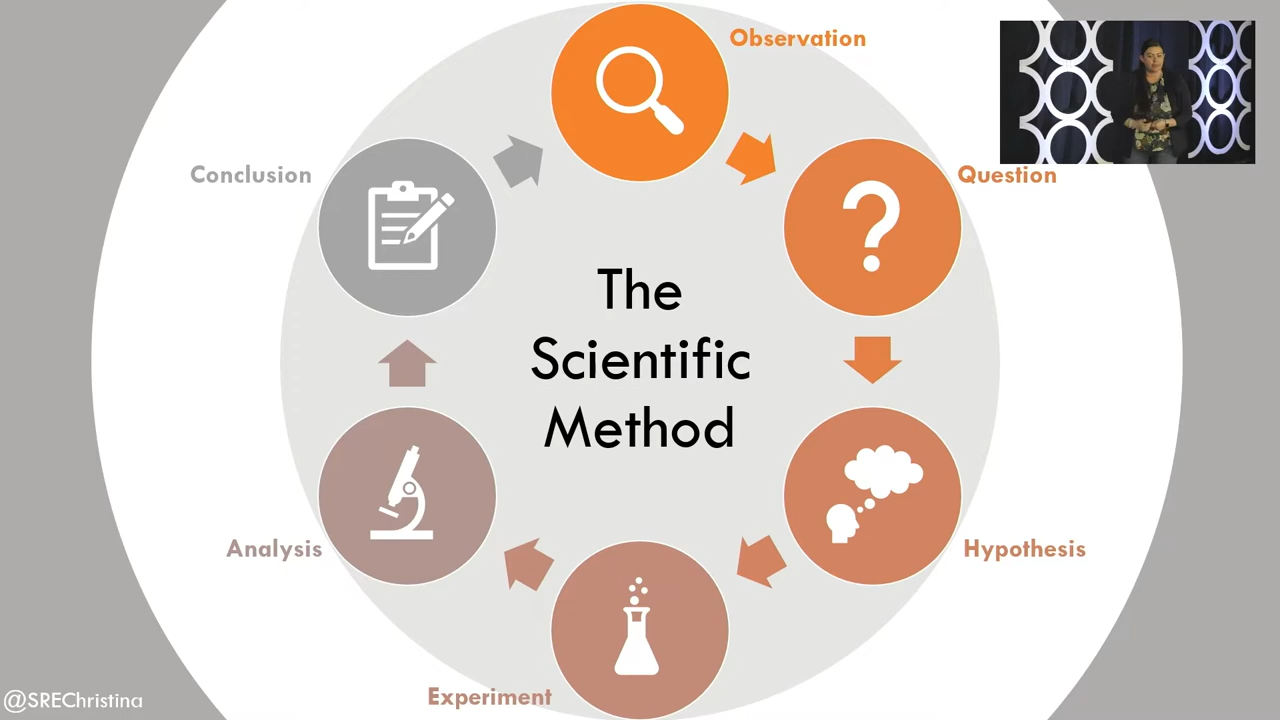 Observation
Question
Hypothesis
Experiment
Analysis
Conclusion
The
Scientific
Method
@SREChristina